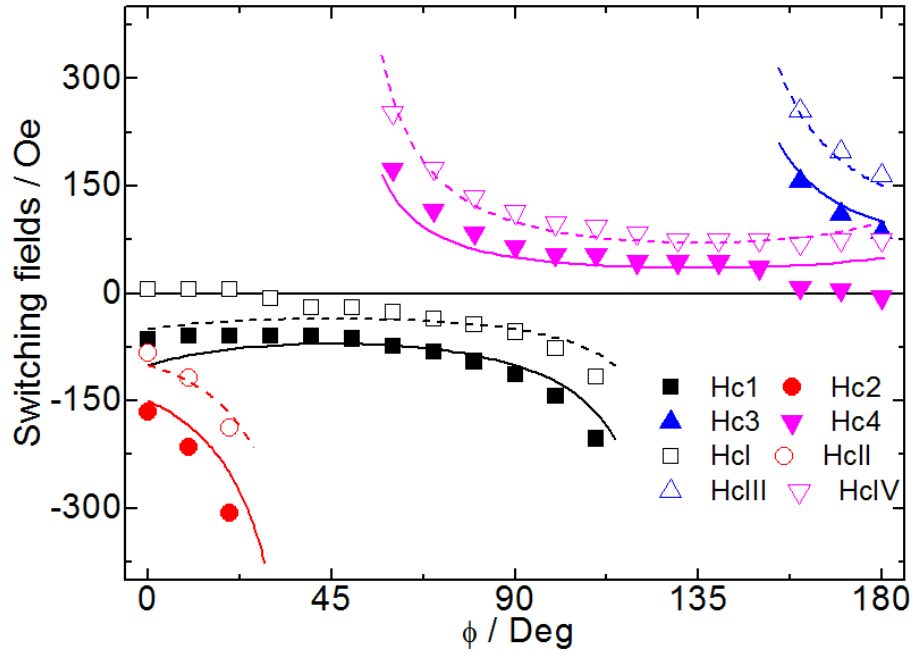 Switching fields / Oe
300
150
0
-150
-300
Hc1 Hc2
Hc3 Hc4
HcI HcII
HcIII HcIV
0 45 90 135 180
ϕ / Deg